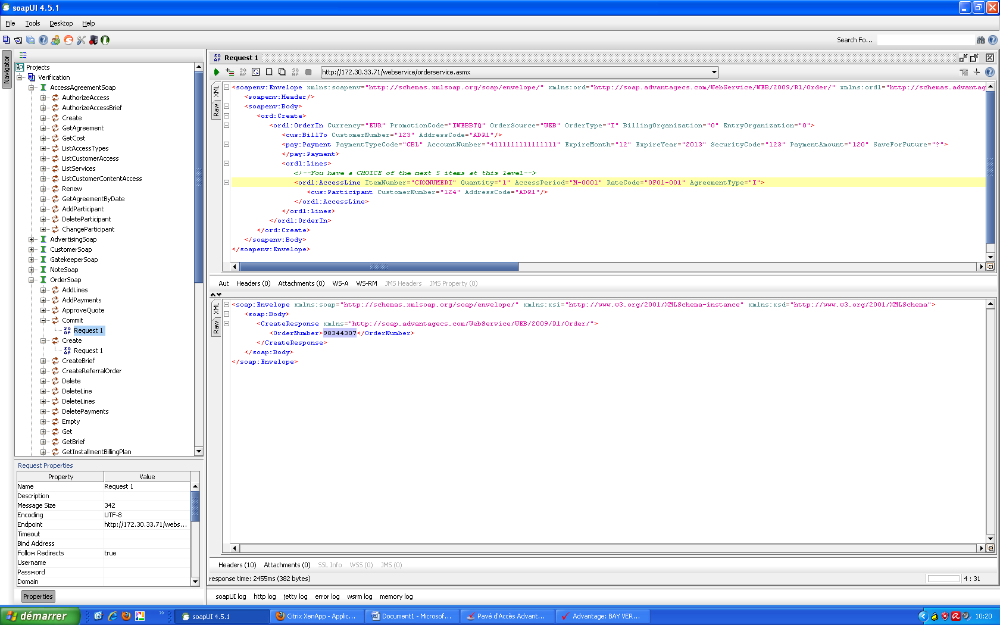 soapUI 4.5.1
File Tools Desktop Help
Search Fo...
Navigator
Projects
Verification
AccessAgreementSoap
AuthorizeAccess
AuthorizeAccessBrief
Create
GetAgreement
GetCost
ListAccessTypes
ListCustomerAccess
ListServices
ListCustomerContentAccess
Renew
GetAgreementByDate
AddParticipant
DeleteParticipant
ChangeParticipant
AdvertisingSoap
CustomerSoap
GatekeeperSoap
NoteSoap
OrderSoap
AddLines
AddPayments
ApproveQuote
Commit
Request 1
Create
Request 1
CreateBrief
CreateReferralOrder
Delete
DeleteLine
DeleteLines
DeletePayments
Empty
Get
GetBrief
GetInstallmentBillingPlan
Request Properties
Property Value
Name Request 1
Description
Message Size 342
Encoding UTF-8
Endpoint http://172.30.33.71/webs...
Timeout
Bind Address
Follow Redirects true
Username
Password
Domain
Properties
Request 1
http://172.30.33.71/webservice/orderservice.asmx
XML
Raw
<soapenv:Envelope xmlns:soapenv="http://schemas.xmlsoap.org/soap/envelope/" xmlns:ord="http://soap.advantagecs.com/WebService/WEB/2009/R1/Order/" xmlns:ord1="http://schemas.advantag
<soapenv:Header/>
<soapenv:Body>
<ord:Create>
<ord1:OrderIn Currency="EUR" PromotionCode="IWEBBTQ" OrderSource="WEB" OrderType="I" BillingOrganization="0" EntryOrganization="0">
<cus:BillTo CustomerNumber="123" AddressCode="ADR1"/>
<pay:Payment PaymentTypeCode="CBL" AccountNumber="4111111111111111" ExpireMonth="12" ExpireYear="2013" SecurityCode="123" PaymentAmount="120" SaveForFuture="?">
</pay:Payment>
<ord1:Lines>
<!--You have a CHOICE of the next 5 items at this level-->
<ord1:AccessLine ItemNumber="CRXNUMERI" Quantity="1" AccessPeriod="M-0001" RateCode="OF01-001" AgreementType="I">
<cus:Participant CustomerNumber="124" AddressCode="ADR1"/>
</ord1:AccessLine>
</ord1:Lines>
</ord1:OrderIn>
</ord:Create>
</soapenv:Body>
</soapenv:Envelope>
Aut Headers (0) Attachments (0) WS-A WS-RM JMS Headers JMS Property (0)
XML
Raw
<soap:Envelope xmlns:soap="http://schemas.xmlsoap.org/soap/envelope/" xmlns:xsi="http://www.w3.org/2001/XMLSchema-instance" xmlns:xsd="http://www.w3.org/2001/XMLSchema">
<soap:Body>
<CreateResponse xmlns="http://soap.advantagecs.com/WebService/WEB/2009/R1/Order/">
<OrderNumber>98344307</OrderNumber>
</CreateResponse>
</soap:Body>
</soap:Envelope>
Headers (10) Attachments (0) SSL Info WSS (0) JMS (0)
response time: 2455ms (382 bytes)
4 : 31
soapUI log http log jetty log error log wsrm log memory log
démarrer
soapUI 4.5.1
Citrix XenApp - Applic...
Document1 - Microsof...
Pavé d'Accès Advant...
Advantage: BAY VER...
10:20